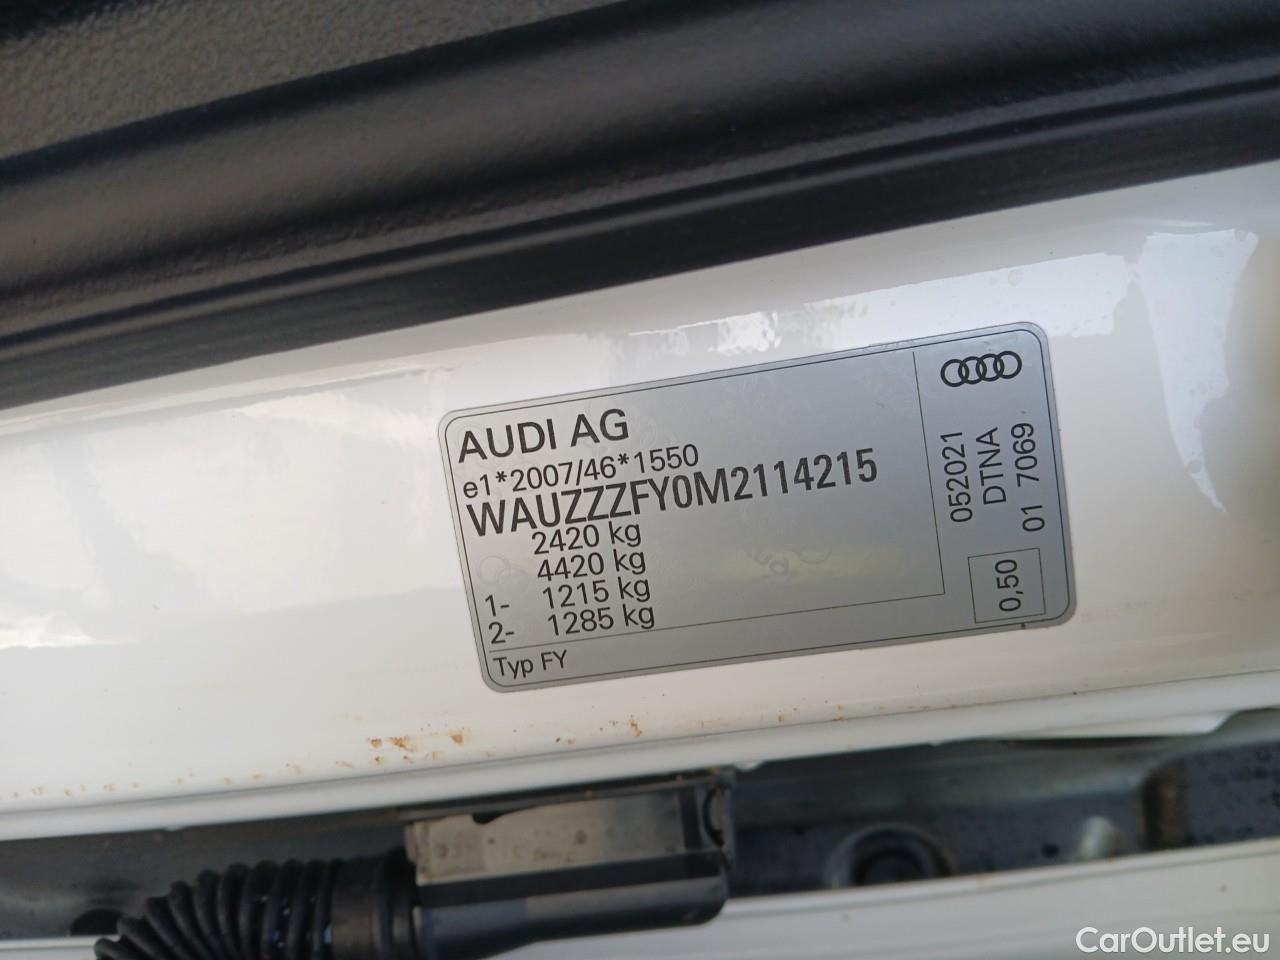 AUDI AG
e1*2007/46*1550
WAUZZZFY0M2114215
2420 kg
4420 kg
1- 1215 kg
2- 1285 kg
Typ FY
052021
DTNA
01 7069
0,50
CarOutlet.eu